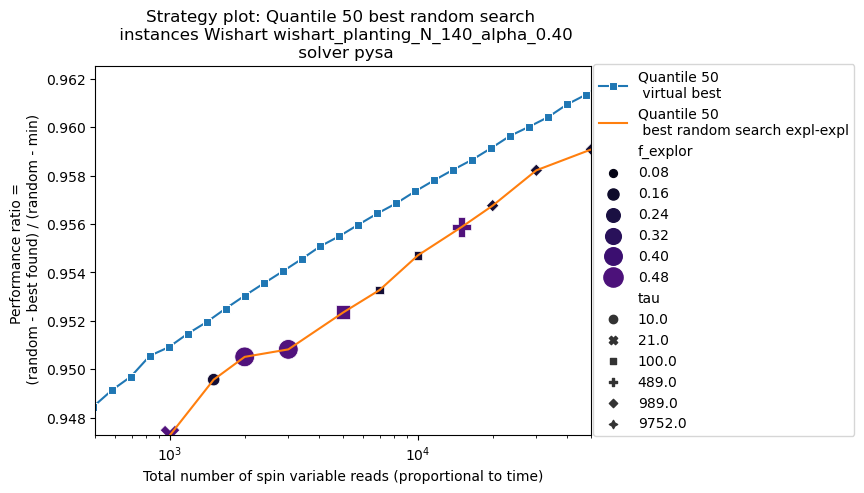 Strategy plot: Quantile 50 best random search
instances Wishart wishart_planting_N_140_alpha_0.40
solver pysa
Performance ratio =
(random - best found) / (random - min)
0.962
0.960
0.958
0.956
0.954
0.952
0.950
0.948
10³
10⁴
Total number of spin variable reads (proportional to time)
Quantile 50
virtual best
Quantile 50
best random search expl-expl
f_explor
0.08
0.16
0.24
0.32
0.40
0.48
tau
10.0
21.0
100.0
489.0
989.0
9752.0